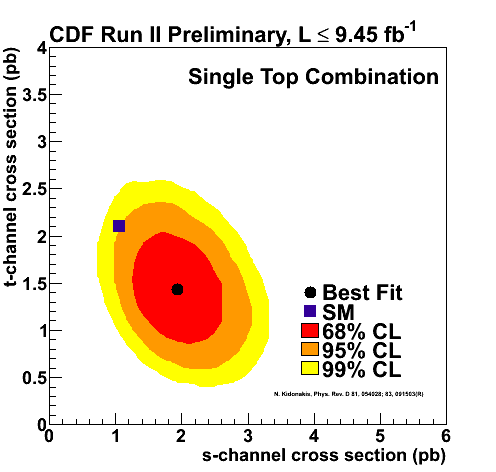 CDF Run II Preliminary, L ≤ 9.45 fb⁻¹
Single Top Combination
t-channel cross section (pb)
4
3.5
3
2.5
2
1.5
1
0.5
0
Best Fit
SM
68% CL
95% CL
99% CL
N. Kidonakis, Phys. Rev. D 81, 054028; 83, 091503(R)
0 1 2 3 4 5 6
s-channel cross section (pb)